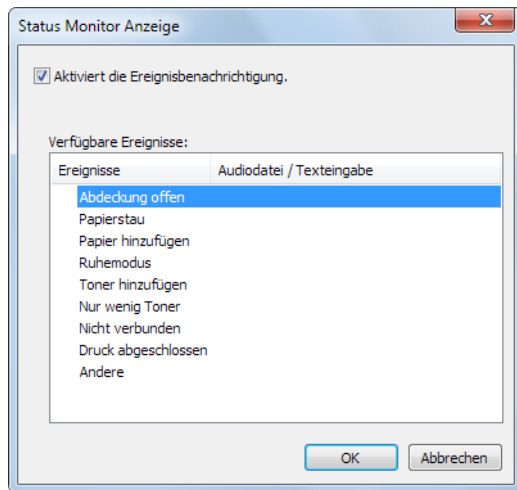 Status Monitor Anzeige
Aktiviert die Ereignisbenachrichtigung.
Verfügbare Ereignisse:
Ereignisse Audiodatei / Texteingabe
Abdeckung offen
Papierstau
Papier hinzufügen
Ruhemodus
Toner hinzufügen
Nur wenig Toner
Nicht verbunden
Druck abgeschlossen
Andere
OK Abbrechen